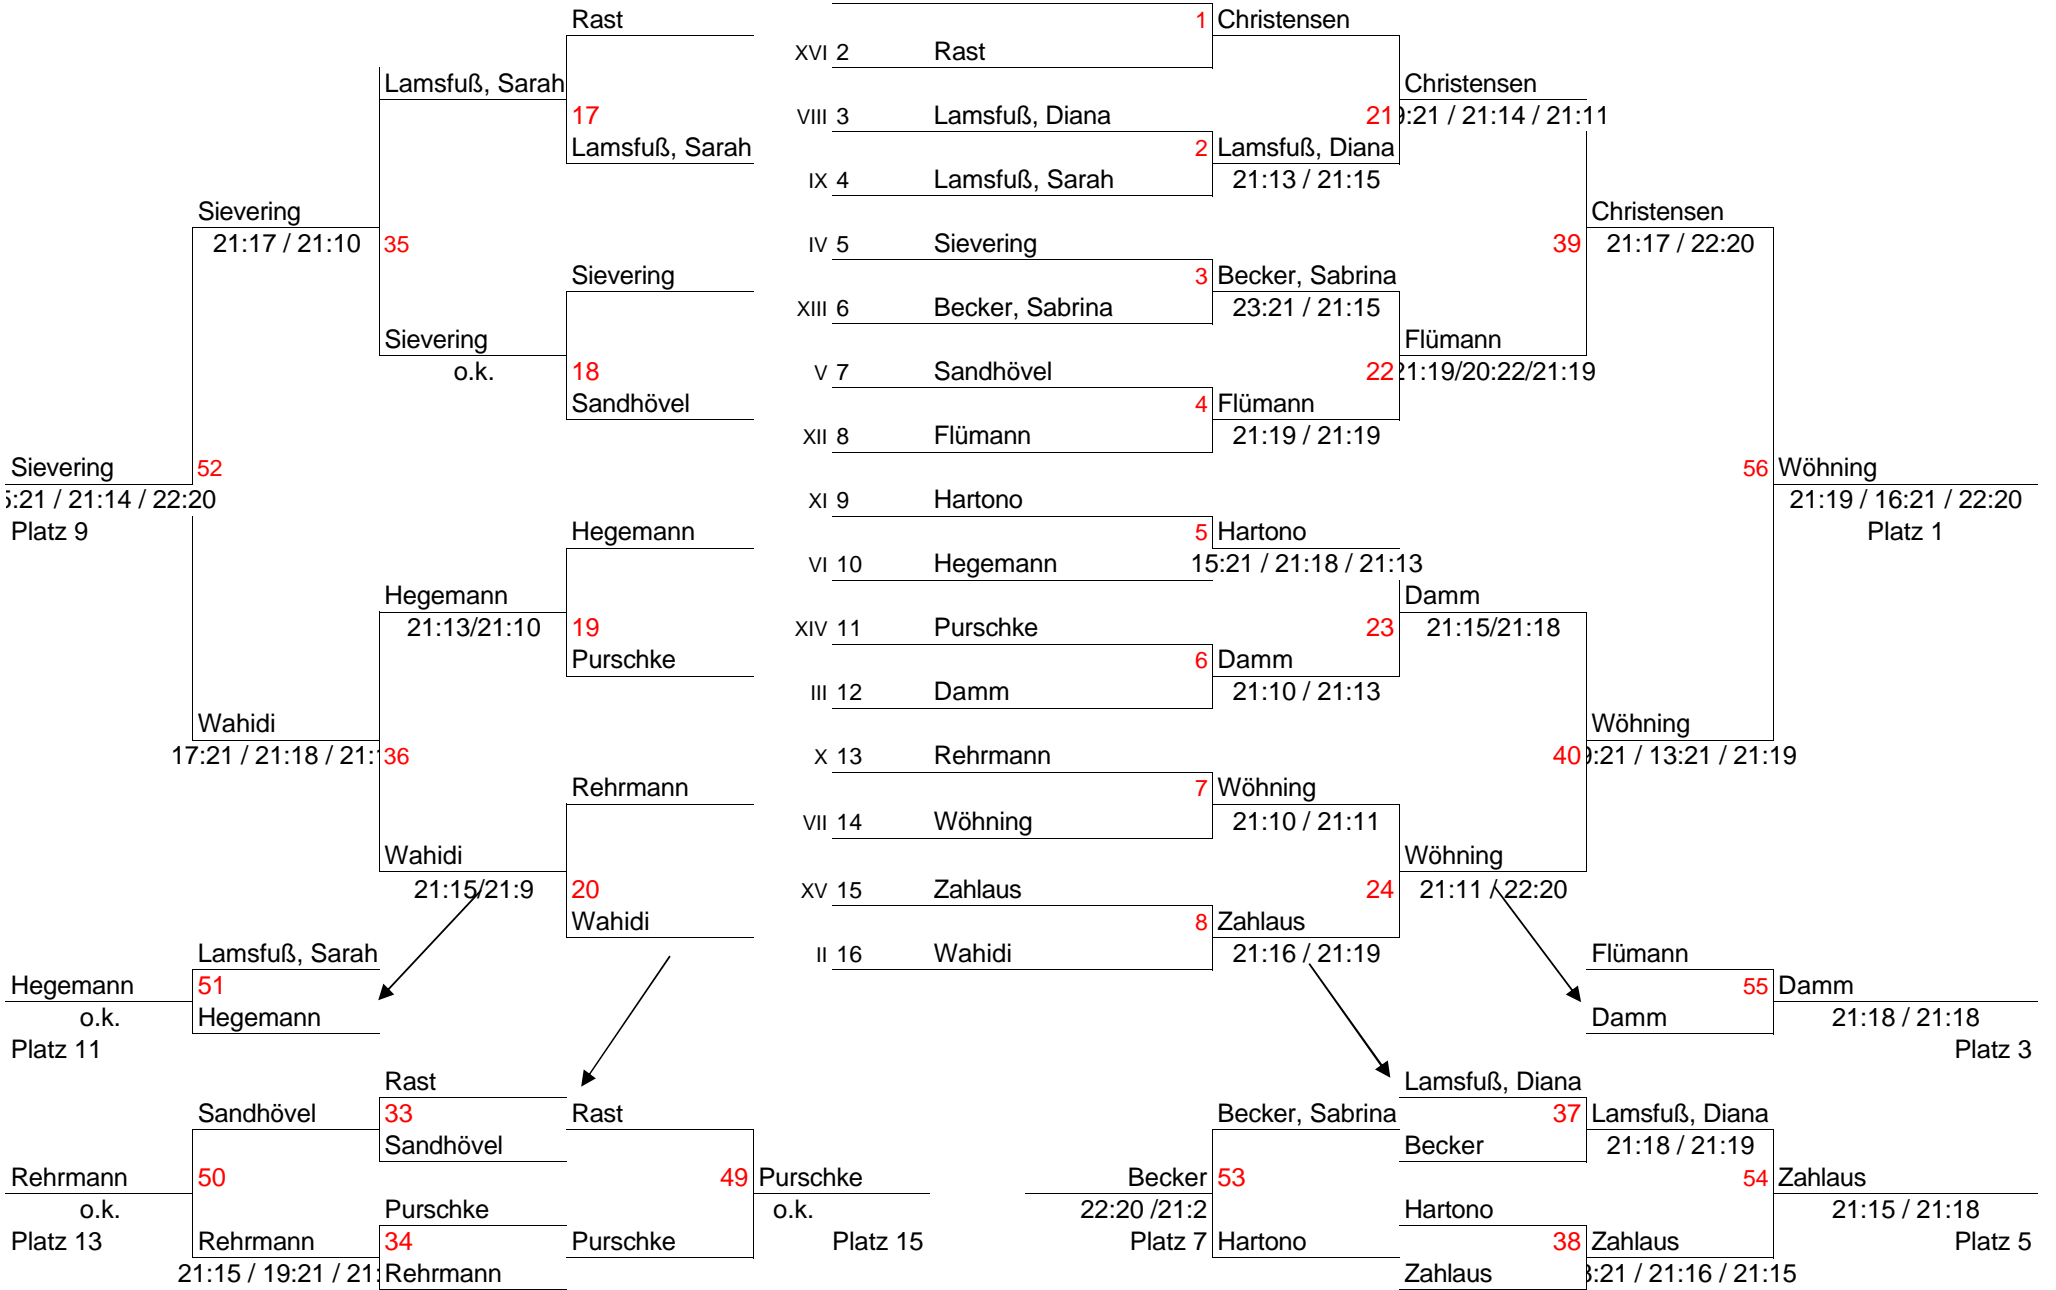 Rast 1 Christensen
XVI 2 Rast
Lamsfuß, Sarah Christensen
17 VIII 3 Lamsfuß, Diana 21 9:21 / 21:14 / 21:11
Lamsfuß, Sarah 2 Lamsfuß, Diana
IX 4 Lamsfuß, Sarah 21:13 / 21:15
Sievering Christensen
21:17 / 21:10 35 IV 5 Sievering 39 21:17 / 22:20
Sievering 3 Becker, Sabrina
XIII 6 Becker, Sabrina 23:21 / 21:15
Sievering Flümann
o.k. 18 V 7 Sandhövel 22 21:19/20:22/21:19
Sandhövel 4 Flümann
XII 8 Flümann 21:19 / 21:19
Sievering 52 56 Wöhning
5:21 / 21:14 / 22:20 XI 9 Hartono 21:19 / 16:21 / 22:20
Platz 9 Hegemann 5 Hartono Platz 1
VI 10 Hegemann 15:21 / 21:18 / 21:13
Hegemann Damm
21:13/21:10 19 XIV 11 Purschke 23 21:15/21:18
Purschke 6 Damm
III 12 Damm 21:10 / 21:13
Wahidi Wöhning
17:21 / 21:18 / 21: 36 X 13 Rehrmann 40 9:21 / 13:21 / 21:19
Rehrmann 7 Wöhning
VII 14 Wöhning 21:10 / 21:11
Wahidi Wöhning
21:15/21:9 20 XV 15 Zahlaus 24 21:11 / 22:20
Wahidi 8 Zahlaus
Lamsfuß, Sarah II 16 Wahidi 21:16 / 21:19 Flümann
Hegemann 51 55 Damm
o.k. Hegemann Damm 21:18 / 21:18
Platz 11 Platz 3
Rast Lamsfuß, Diana
Sandhövel 33 Rast Becker, Sabrina 37 Lamsfuß, Diana
Sandhövel Becker 21:18 / 21:19
Rehrmann 50 49 Purschke Becker 53 54 Zahlaus
o.k. Purschke o.k. 22:20 /21:2 Hartono 21:15 / 21:18
Platz 13 Rehrmann 34 Purschke Platz 15 Platz 7 Hartono 38 Zahlaus Platz 5
21:15 / 19:21 / 21: Rehrmann Zahlaus :21 / 21:16 / 21:15